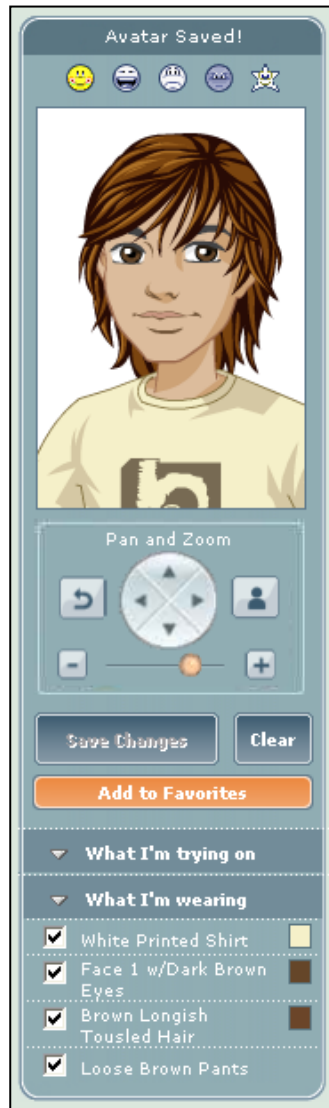 Avatar Saved!
b
Pan and Zoom
Save Changes
Clear
Add to Favorites
What I'm trying on
What I'm wearing
White Printed Shirt
Face 1 w/Dark Brown
Eyes
Brown Longish
Tousled Hair
Loose Brown Pants